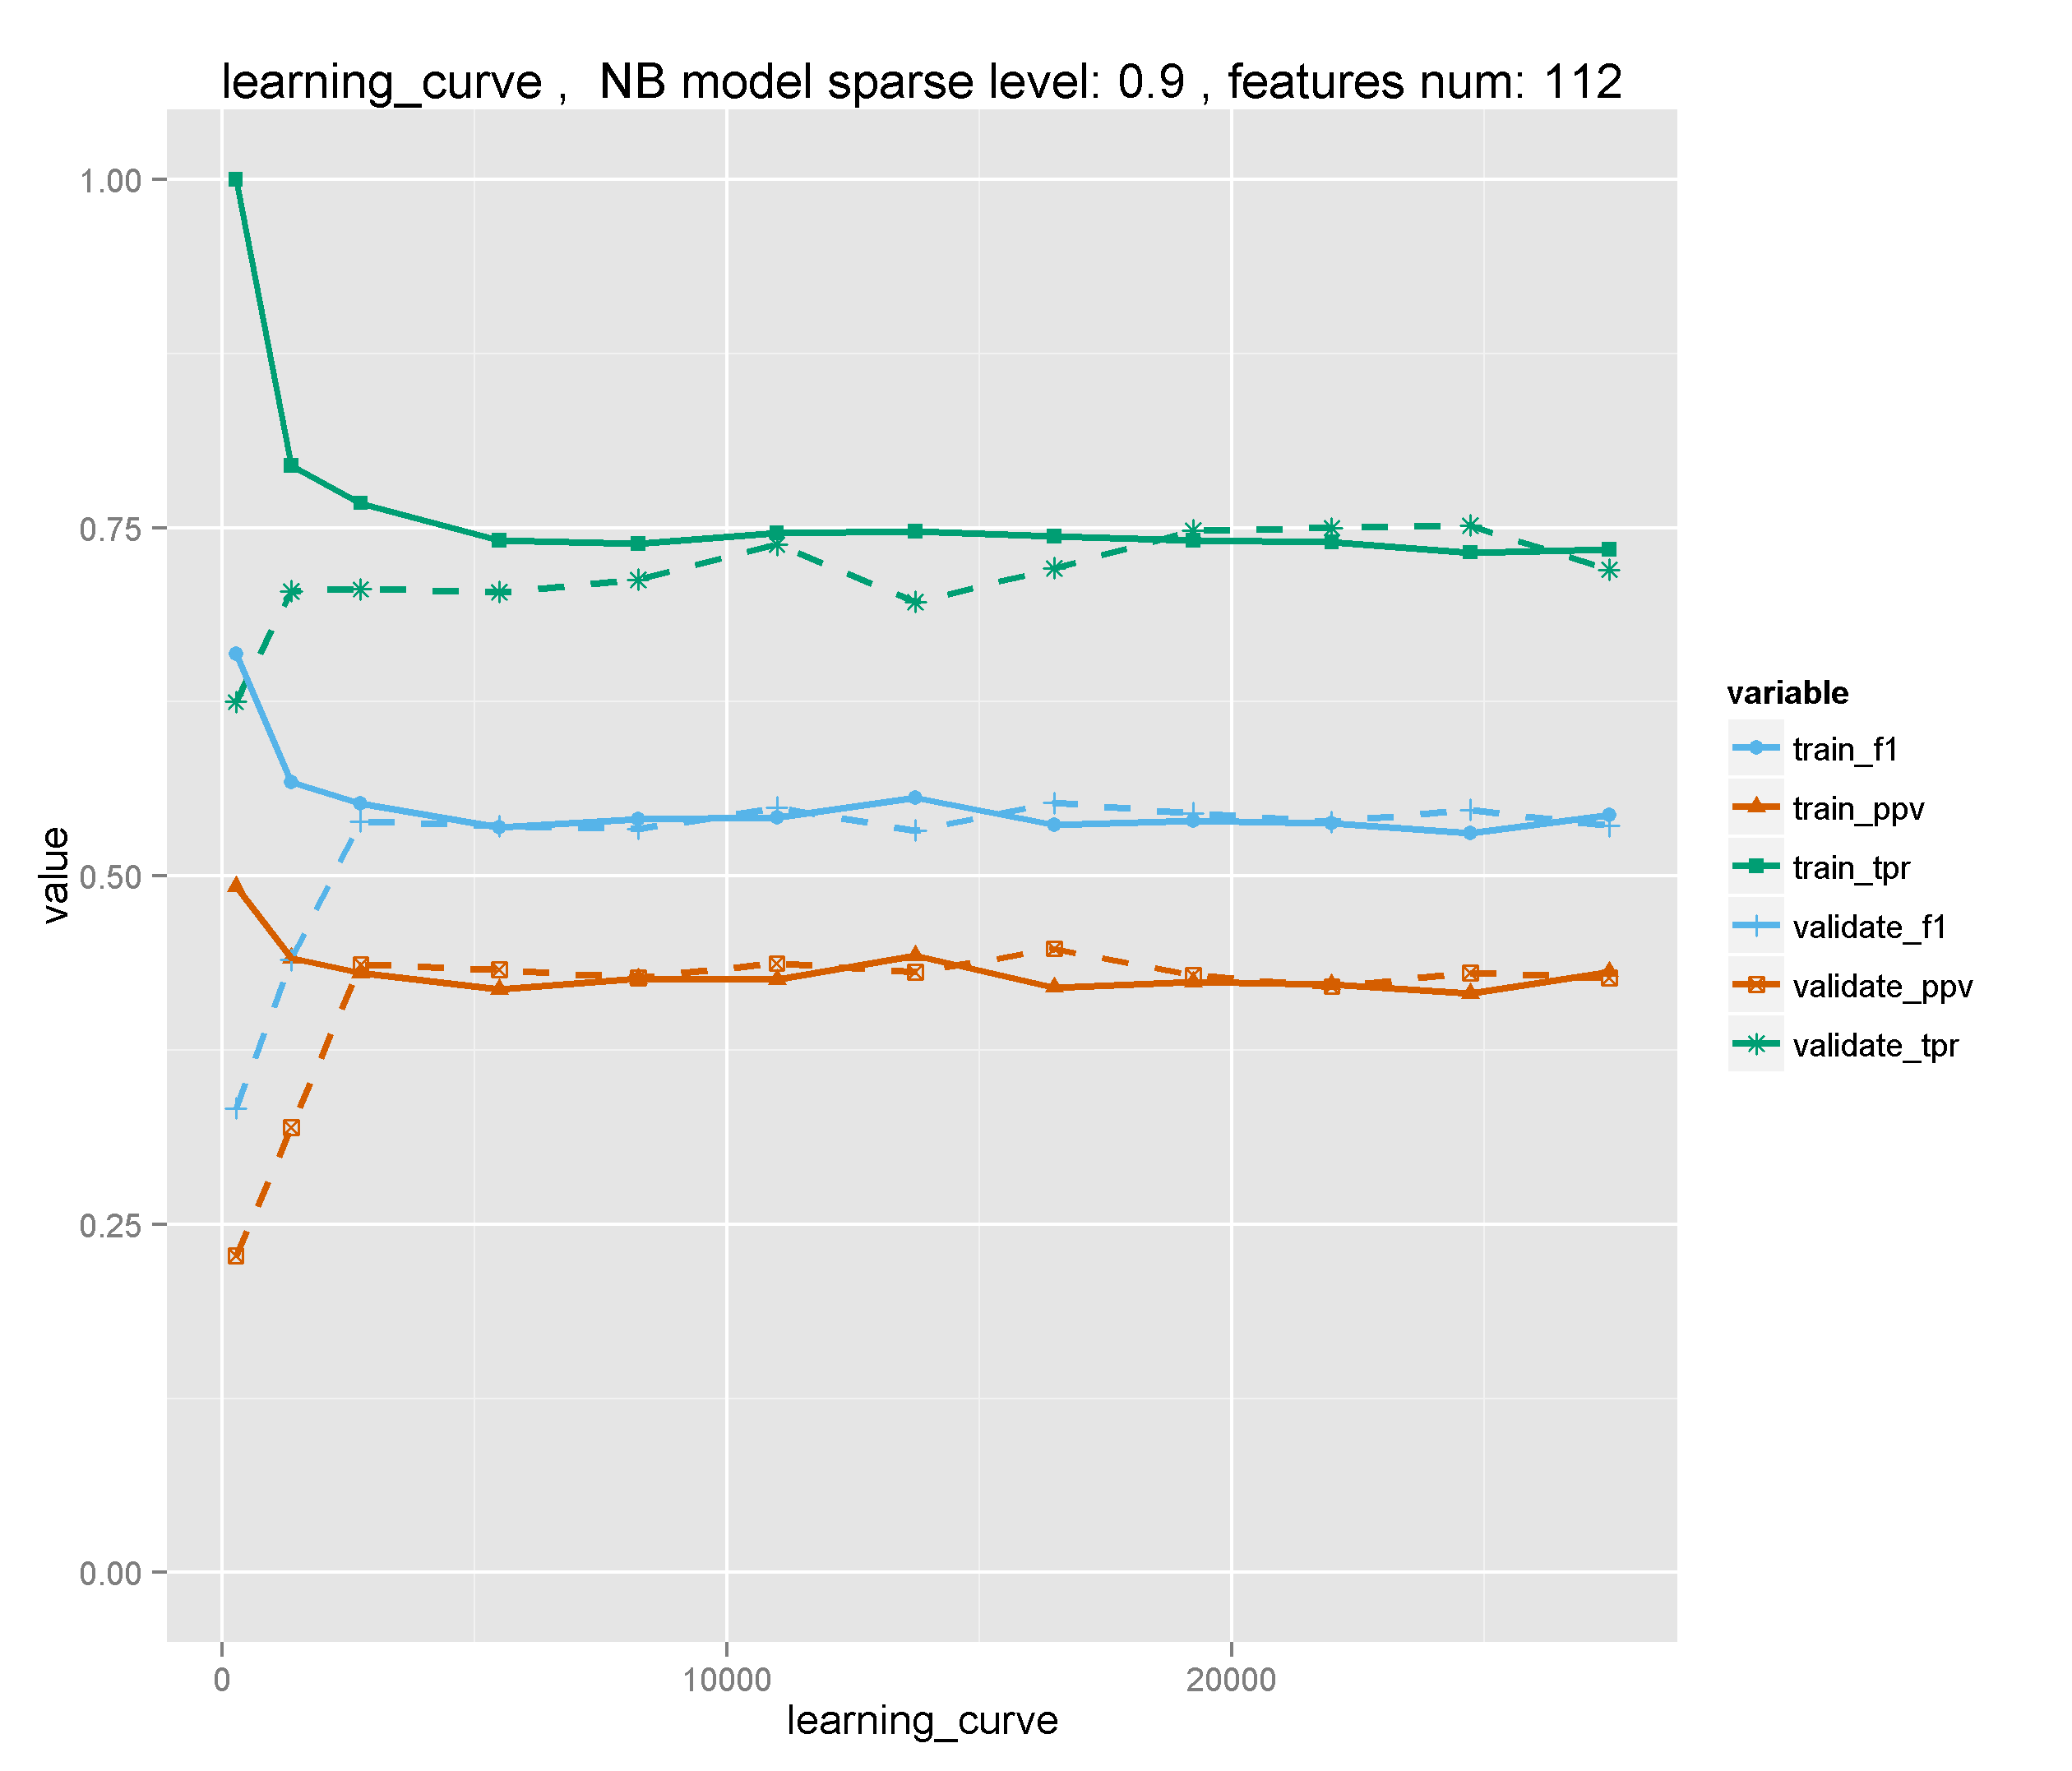 learning_curve ,  NB model sparse level: 0.9 , features num: 112
value
1.00
0.75
0.50
0.25
0.00
0
10000
20000
learning_curve
variable
train_f1
train_ppv
train_tpr
validate_f1
validate_ppv
validate_tpr